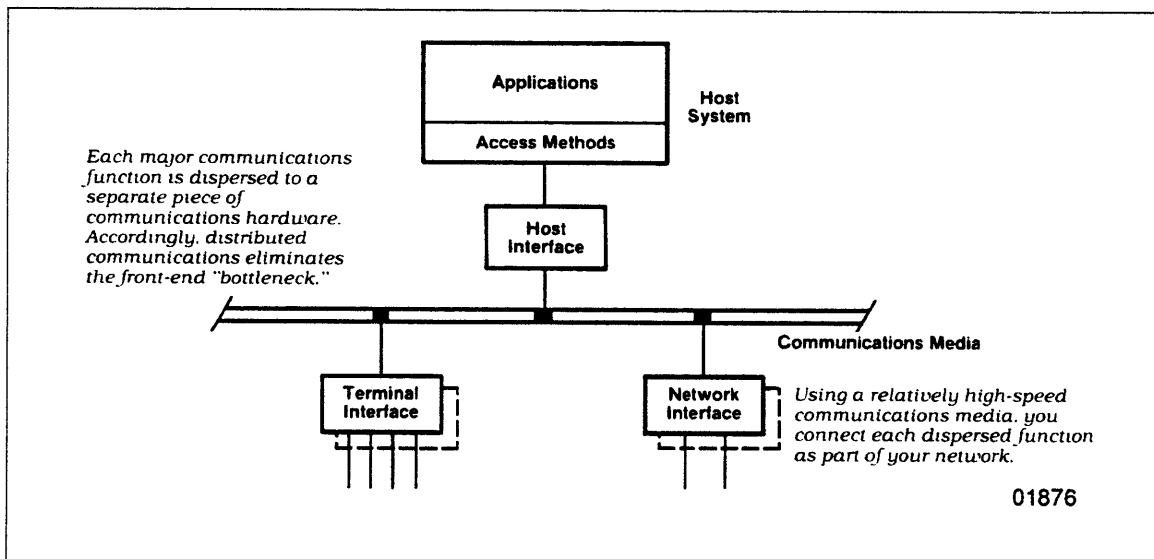 Applications
Host
System
Access Methods
Each major communications
function is dispersed to a
separate piece of
communications hardware.
Accordingly, distributed
communications eliminates
the front-end "bottleneck."
Host
Interface
Communications Media
Terminal
Interface
Network
Interface
Using a relatively high-speed
communications media, you
connect each dispersed function
as part of your network.
01876